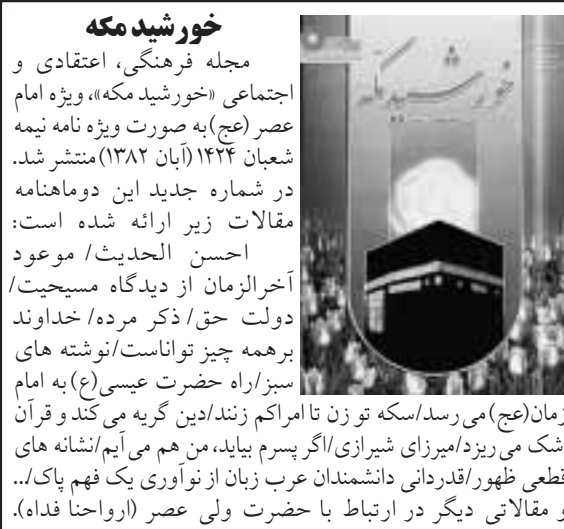 خورشید مکه
مجله فرهنگی، اعتقادی و
اجتماعی «خورشید مکه»، ویژه امام
عصر (عج) به صورت ویژه نامه نیمه
شعبان ۱۴۲۴ (آبان ۱۳۸۲) منتشر شد.
در شماره جدید این دوماهنامه
مقالات زیر ارائه شده است:
احسن الحدیث/ موعود
آخرالزمان از دیدگاه مسیحیت/
دولت حق/ ذکر مرده/ خداوند
برهمه چیز تواناست/نوشته های
سبز/راه حضرت عیسی(ع) به امام
زمان(عج) می رسد/سکه تو زن تا امراکم زنند/دین گریه می کند و قرآن
شک می ریزد/میرزای شیرازی/اگر پسرم بیاید، من هم می آیم/نشانه های
قطعی ظهور/قدردانی دانشمندان عرب زبان از نوآوری یک فهم پاک/..
و مقالاتی دیگر در ارتباط با حضرت ولی عصر (ارواحنا فداه).
خورشید مکه